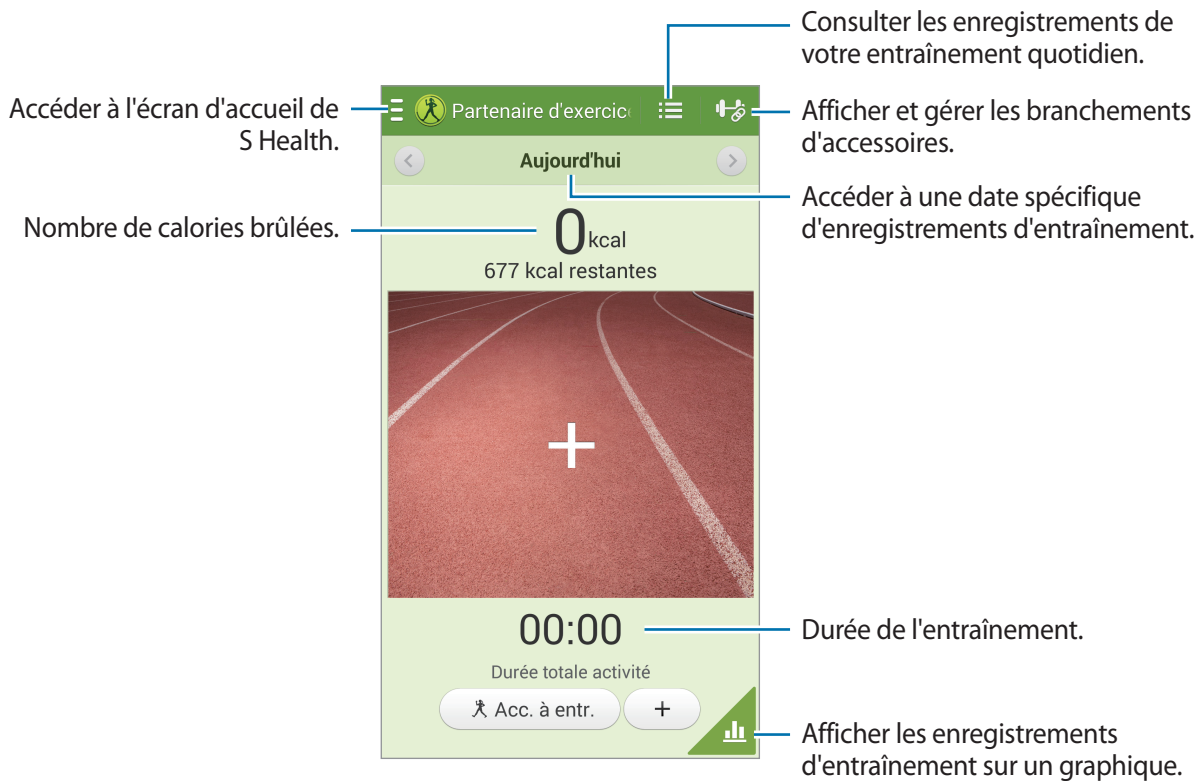 Consulter les enregistrements de
votre entraînement quotidien.
Accéder à l'écran d'accueil de
S Health.
Partenaire d'exercic
Afficher et gérer les branchements
d'accessoires.
Aujourd'hui
Accéder à une date spécifique
d'enregistrements d'entraînement.
Nombre de calories brûlées.
0 kcal
677 kcal restantes
00:00
Durée de l'entraînement.
Durée totale activité
Acc. à entr.
+
Afficher les enregistrements
d'entraînement sur un graphique.